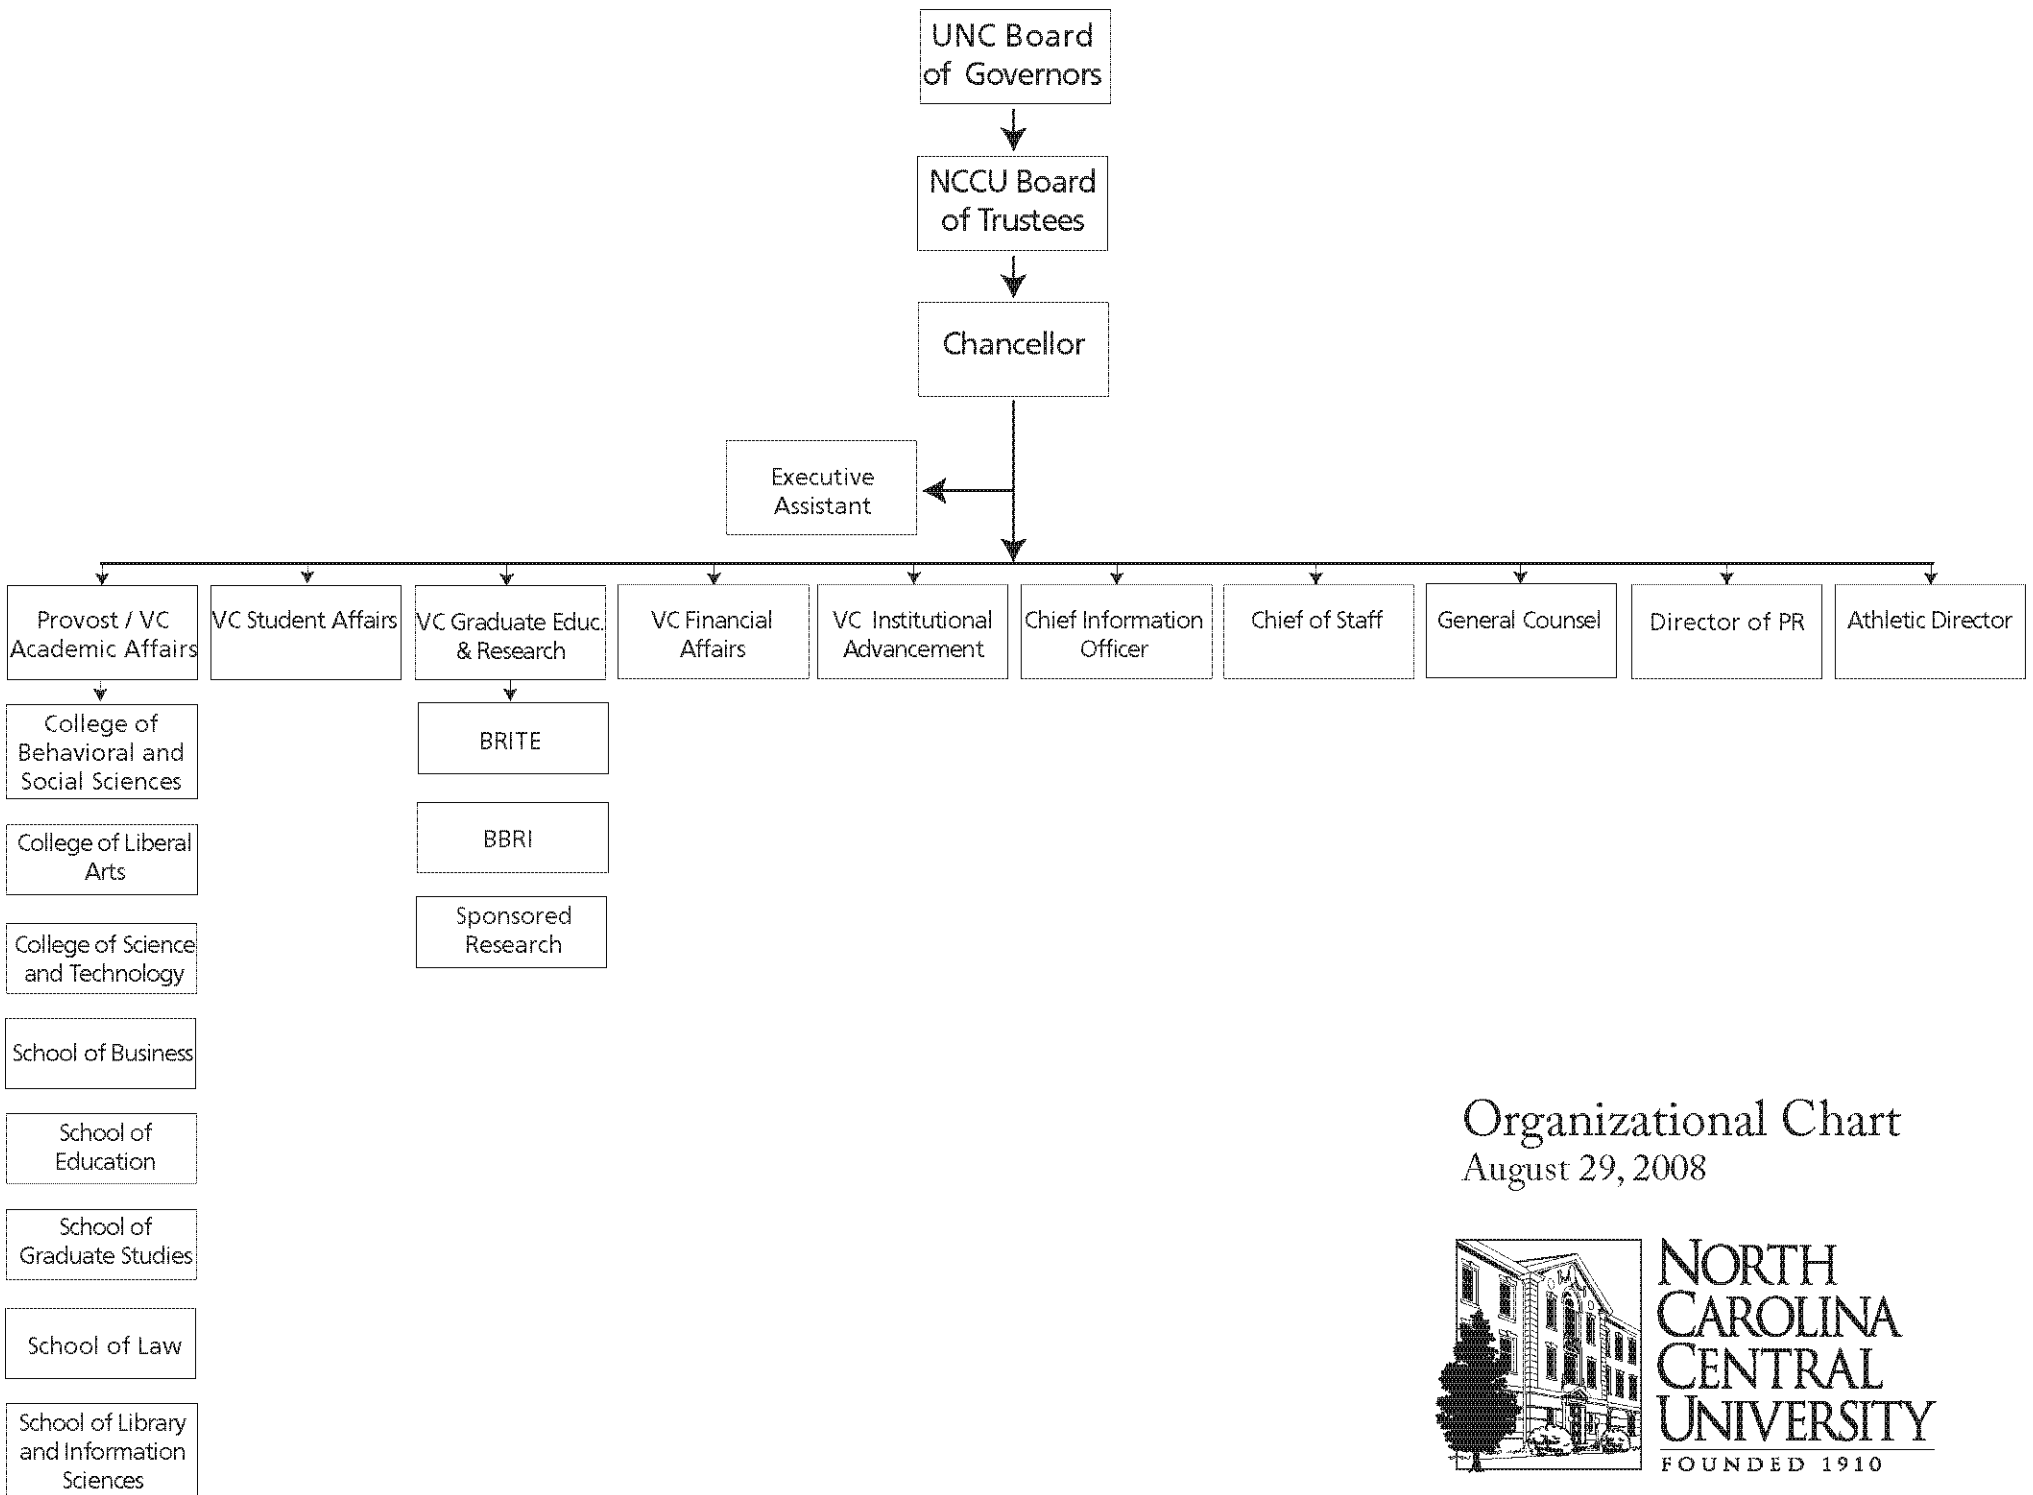 UNC Board
of Governors
NCCU Board
of Trustees
Chancellor
Executive
Assistant
Provost / VC
Academic Affairs
VC Student Affairs
VC Graduate Educ.
& Research
VC Financial
Affairs
VC Institutional
Advancement
Chief Information
Officer
Chief of Staff
General Counsel
Director of PR
Athletic Director
College of
Behavioral and
Social Sciences
College of Liberal
Arts
College of Science
and Technology
School of Business
School of
Education
School of
Graduate Studies
School of Law
School of Library
and Information
Sciences
BRITE
BBRI
Sponsored
Research
Organizational Chart
August 29, 2008
NORTH
CAROLINA
CENTRAL
UNIVERSITY
FOUNDED 1910